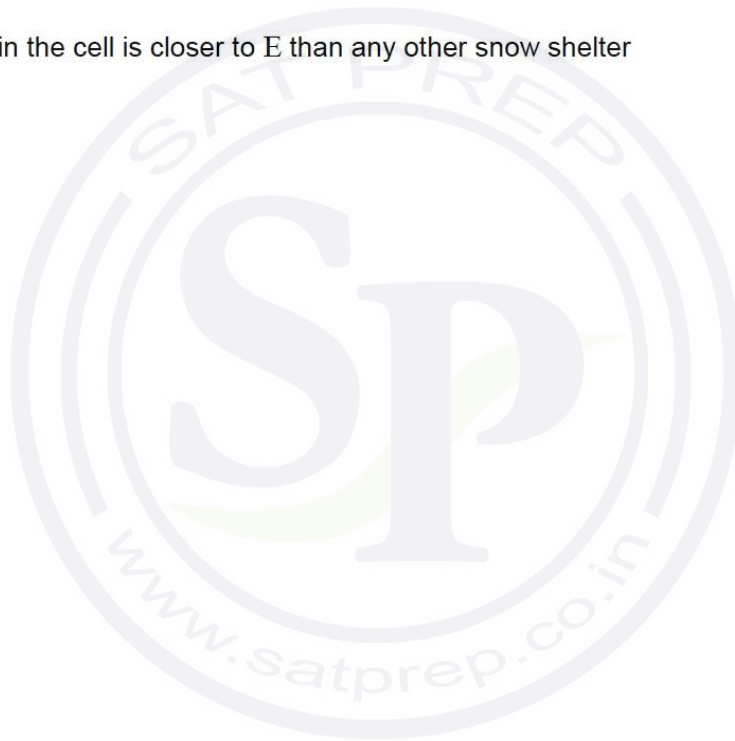 in the cell is closer to E than any other snow shelter
SAT PREP
SP
www.satprep.co.in